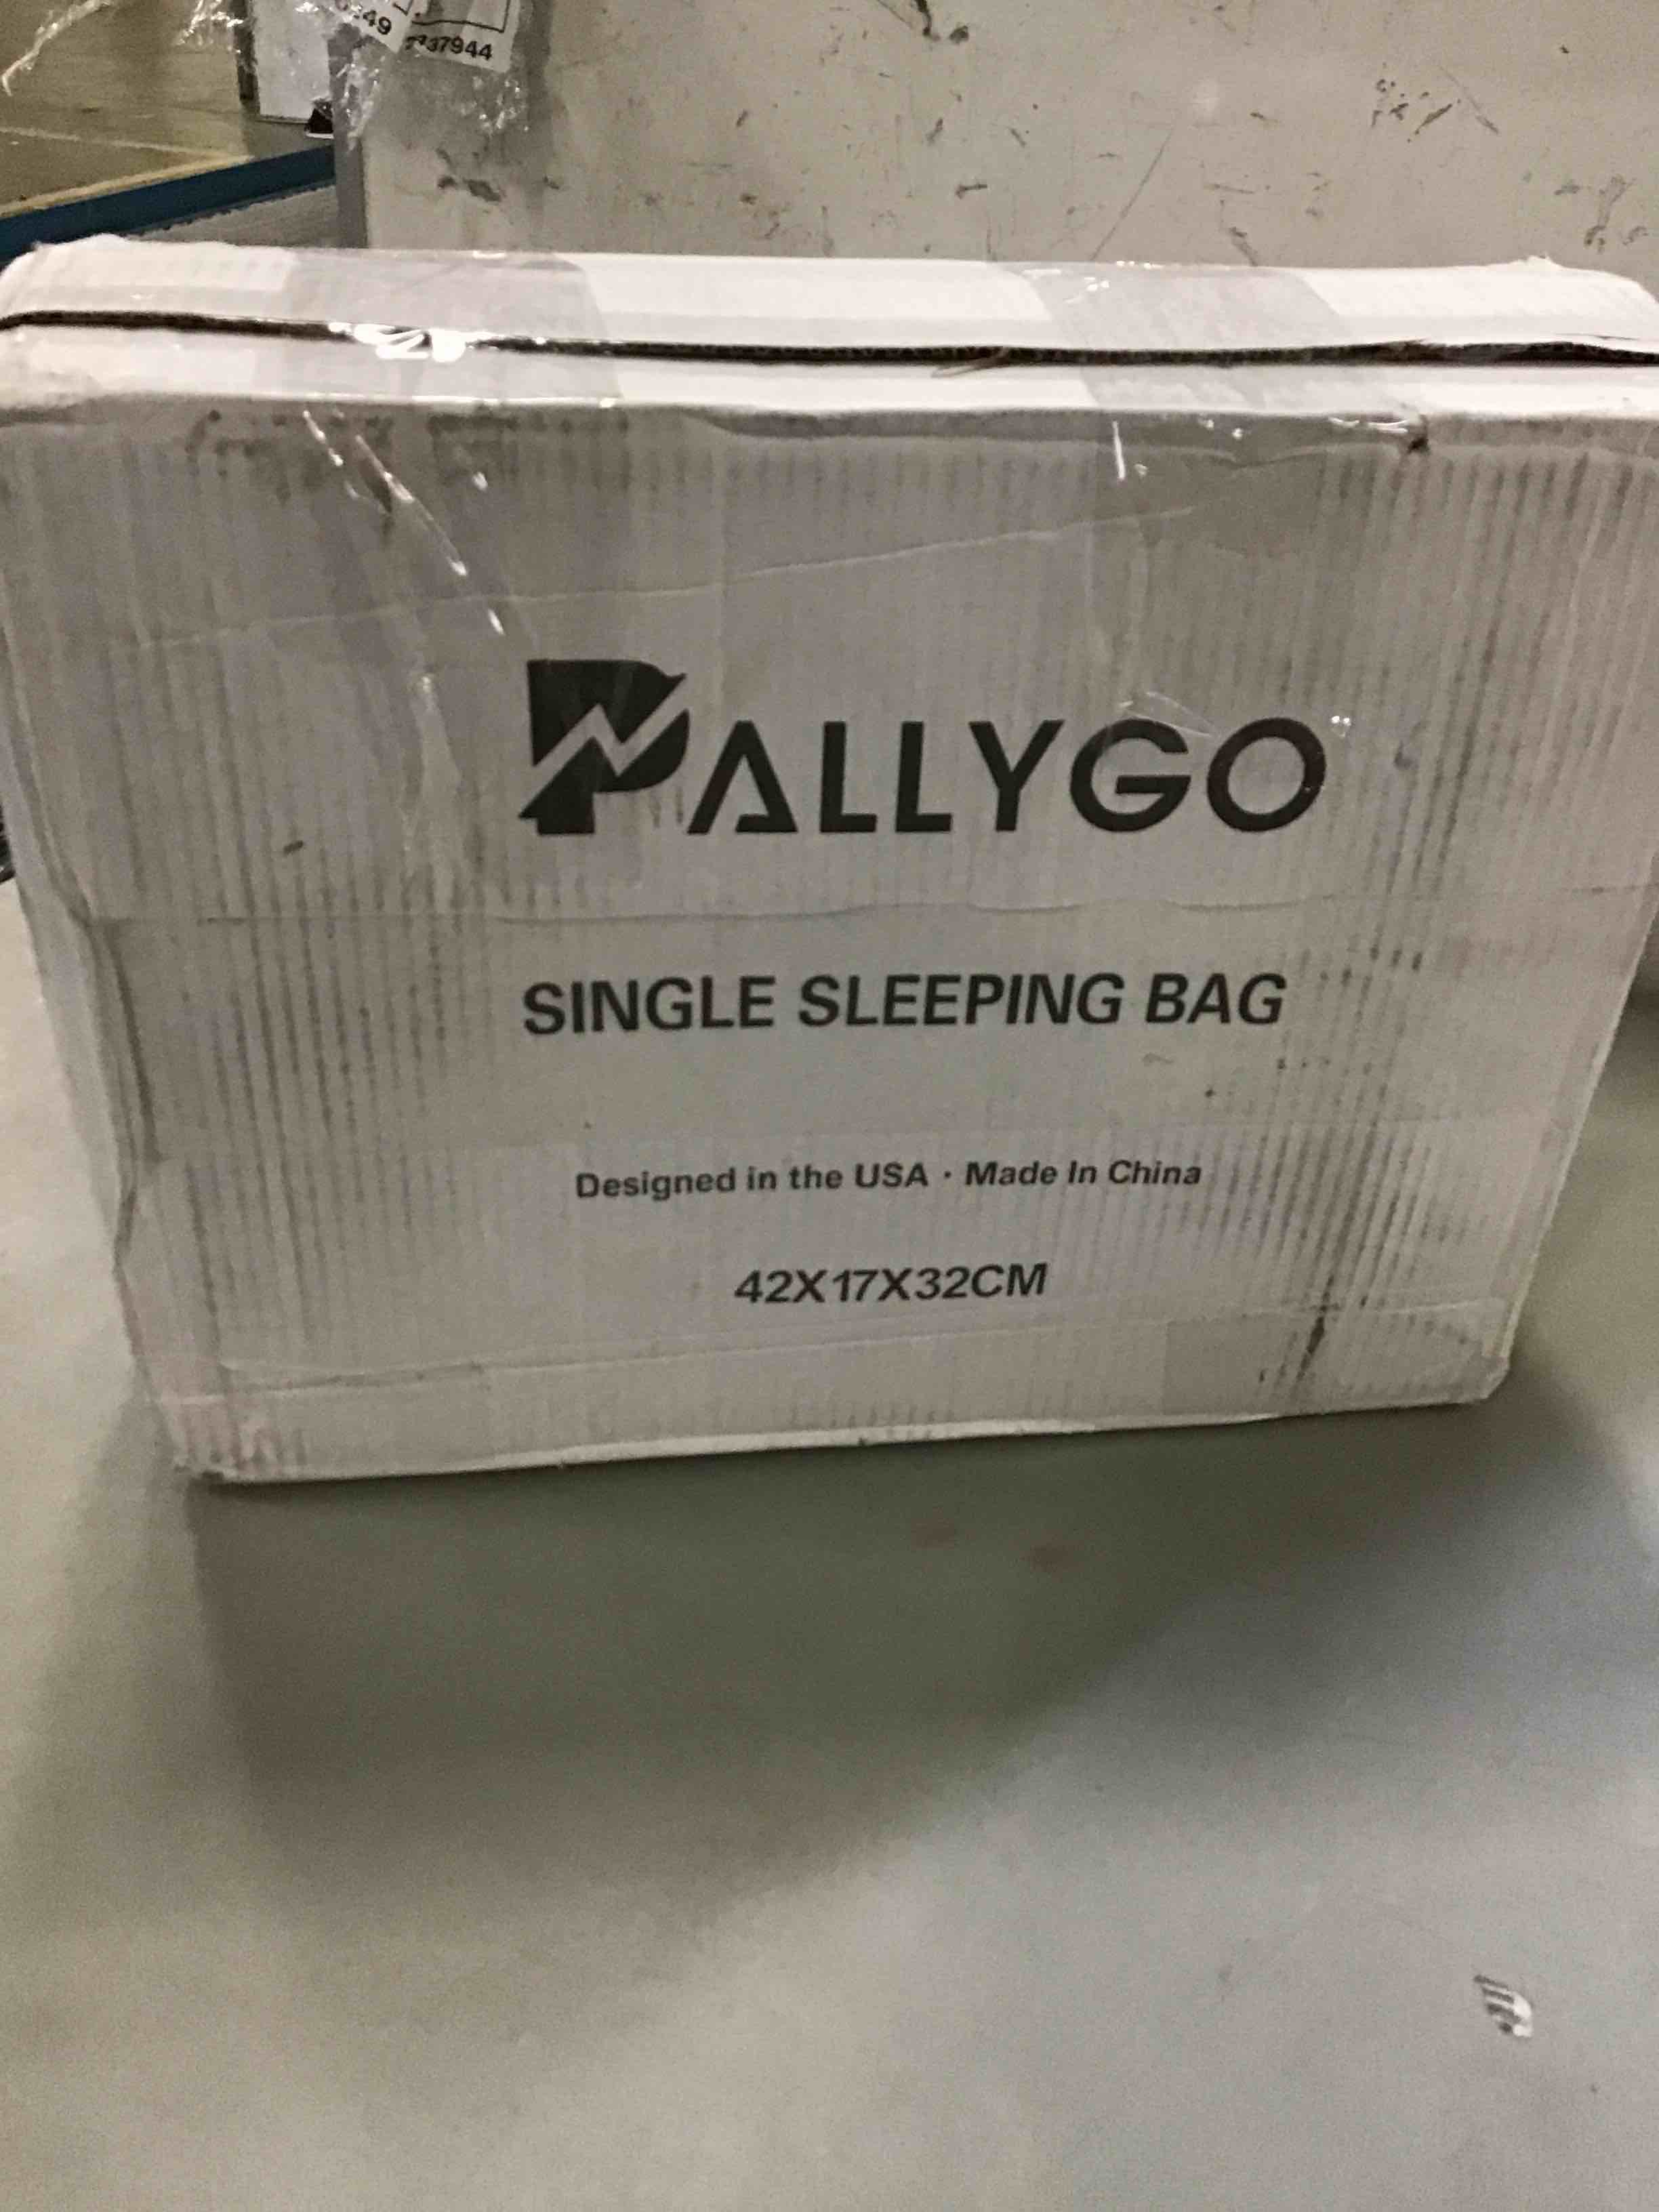 PALLYGO
SINGLE SLEEPING BAG
Designed in the USA · Made In China
42X17X32CM